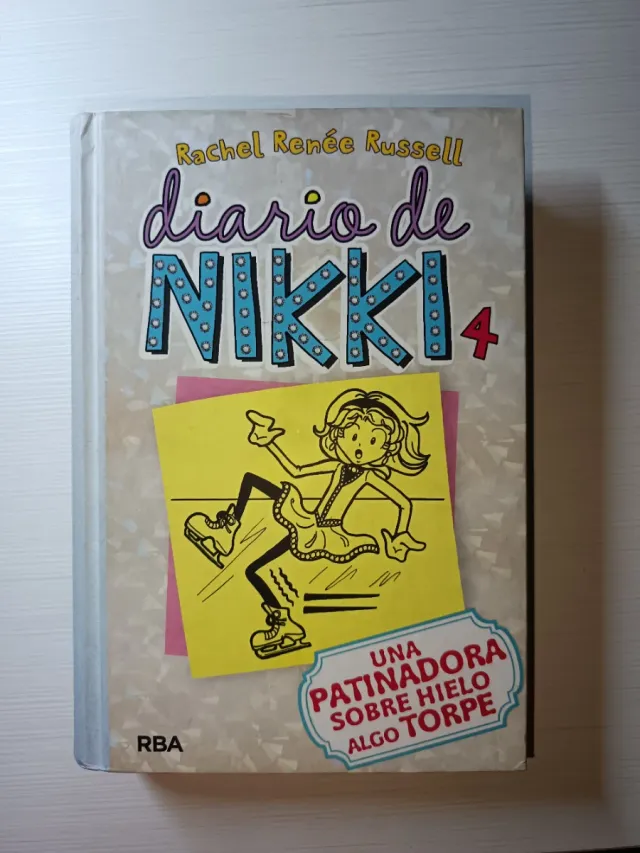 Rachel Renée Russell
diario de
NIKKI 4
UNA
PATINADORA
SOBRE HIELO
ALGO TORPE
RBA